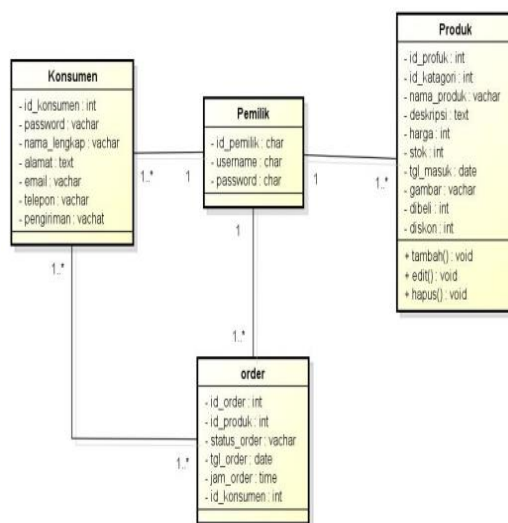 Konsumen
- id_konsumen : int
- password : vachar
- nama_lengkap : vachar
- alamat : text
- email : vachar
- telepon : vachar
- pengiriman : vachat
1..*
1
Pemilik
- id_pemilik : char
- username : char
- password : char
1
1..*
Produk
- id_profuk : int
- id_katagori : int
- nama_produk : vachar
- deskripsi : text
- harga : int
- stok : int
- tgl_masuk : date
- gambar : vachar
- dibeli : int
- diskon : int
+ tambah() : void
+ edit() : void
+ hapus() : void
1
1..*
1..*
1..*
order
- id_order : int
- id_produk : int
- status_order : vachar
- tgl_order : date
- jam_order : time
- id_konsumen : int